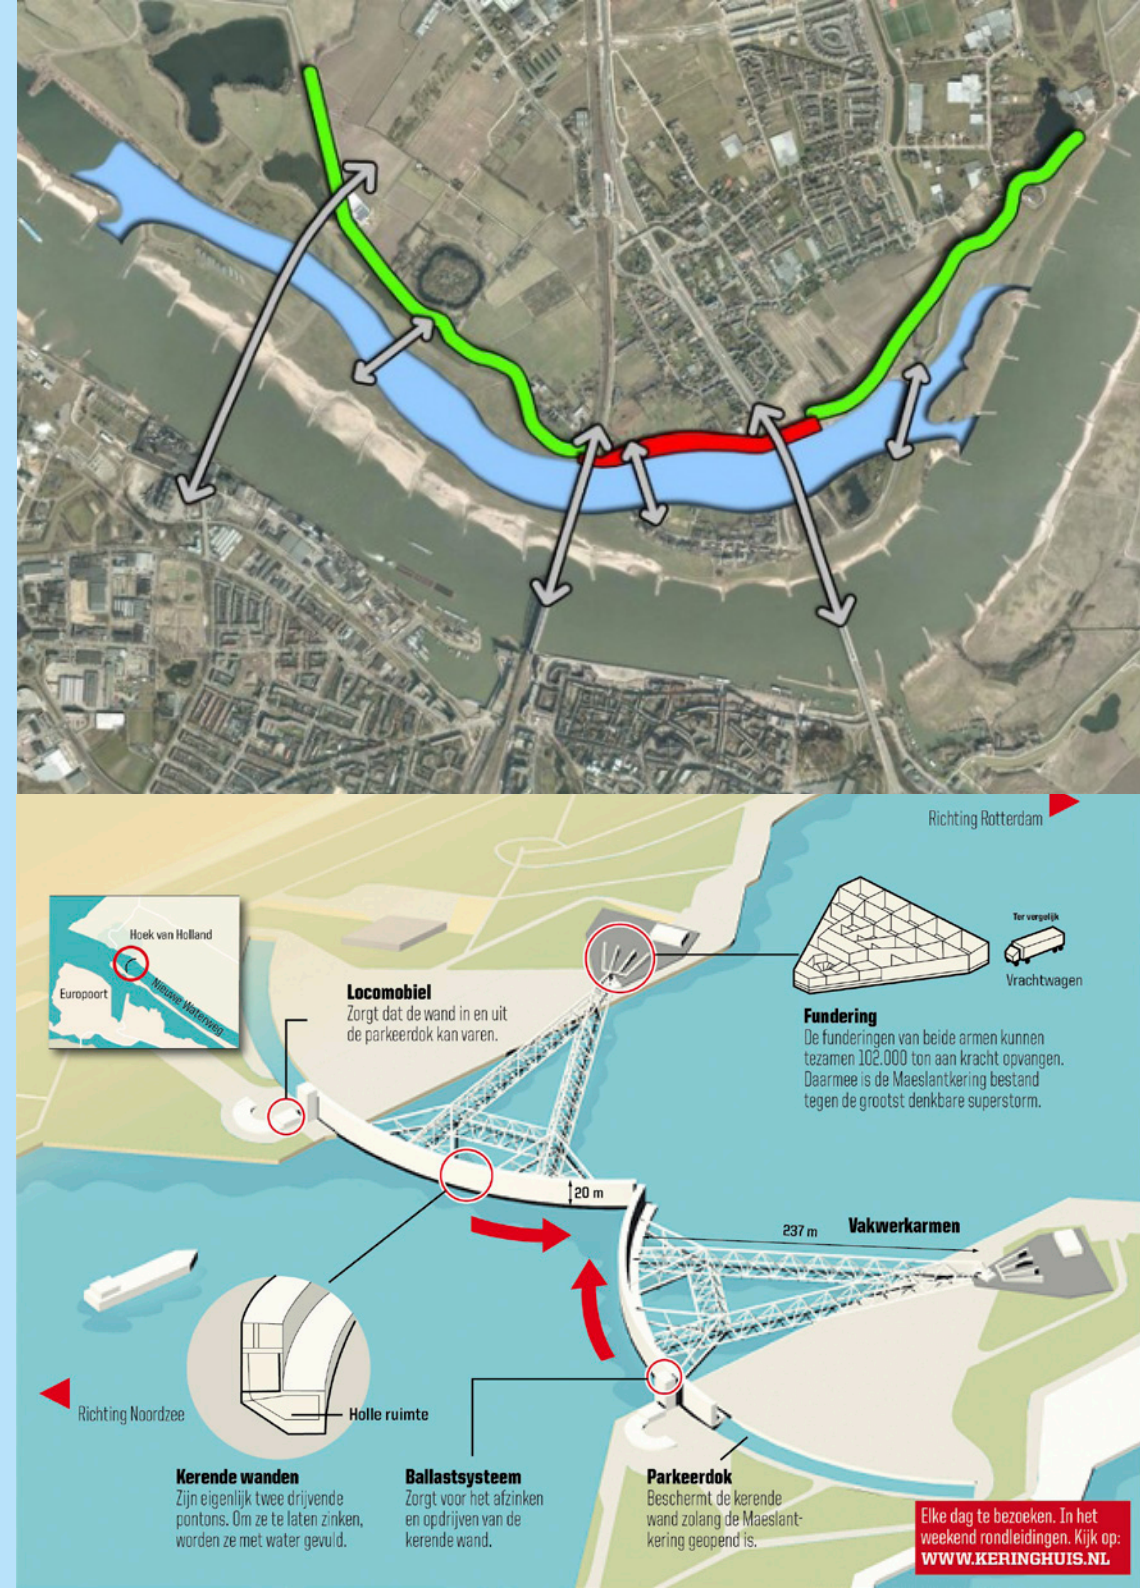 Richting Rotterdam
Hoek van Holland
Europoort
Nieuwe Waterweg
Locomobiel
Zorgt dat de wand in en uit
de parkeerdok kan varen.
Ter vergelijk
Vrachtwagen
Fundering
De funderingen van beide armen kunnen
tezamen 102.000 ton aan kracht opvangen.
Daarmee is de Maeslantkering bestand
tegen de grootst denkbare superstorm.
20 m
237 m
Vakwerkarmen
Richting Noordzee
Holle ruimte
Kerende wanden
Zijn eigenlijk twee drijvende
pontons. Om ze te laten zinken,
worden ze met water gevuld.
Ballastsysteem
Zorgt voor het afzinken
en opdrijven van de
kerende wand.
Parkeerdok
Beschermt de kerende
wand zolang de Maeslant-
kering geopend is.
Elke dag te bezoeken. In het
weekend rondleidingen. Kijk op:
WWW.KERINGHUIS.NL